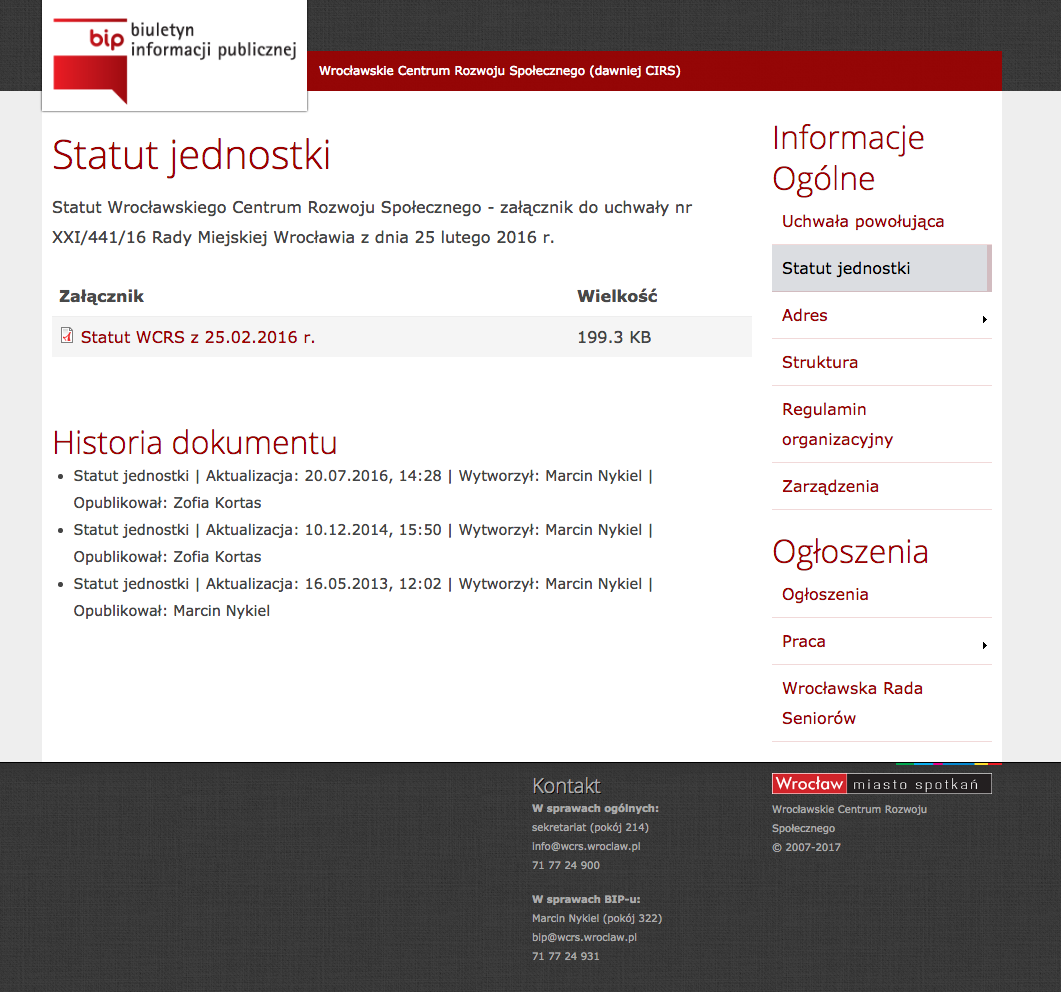 bip biuletyn
informacji publicznej
Wrocławskie Centrum Rozwoju Społecznego (dawniej CIRS)
Statut jednostki
Statut Wrocławskiego Centrum Rozwoju Społecznego - załącznik do uchwały nr
XXI/441/16 Rady Miejskiej Wrocławia z dnia 25 lutego 2016 r.
Załącznik Wielkość
Statut WCRS z 25.02.2016 r. 199.3 KB
Historia dokumentu
• Statut jednostki | Aktualizacja: 20.07.2016, 14:28 | Wytworzył: Marcin Nykiel |
Opublikował: Zofia Kortas
• Statut jednostki | Aktualizacja: 10.12.2014, 15:50 | Wytworzył: Marcin Nykiel |
Opublikował: Zofia Kortas
• Statut jednostki | Aktualizacja: 16.05.2013, 12:02 | Wytworzył: Marcin Nykiel |
Opublikował: Marcin Nykiel
Informacje
Ogólne
Uchwała powołująca
Statut jednostki
Adres
Struktura
Regulamin
organizacyjny
Zarządzenia
Ogłoszenia
Ogłoszenia
Praca
Wrocławska Rada
Seniorów
Kontakt
W sprawach ogólnych:
sekretariat (pokój 214)
info@wcrs.wroclaw.pl
71 77 24 900
W sprawach BIP-u:
Marcin Nykiel (pokój 322)
bip@wcrs.wroclaw.pl
71 77 24 931
Wrocław miasto spotkań
Wrocławskie Centrum Rozwoju
Społecznego
© 2007-2017